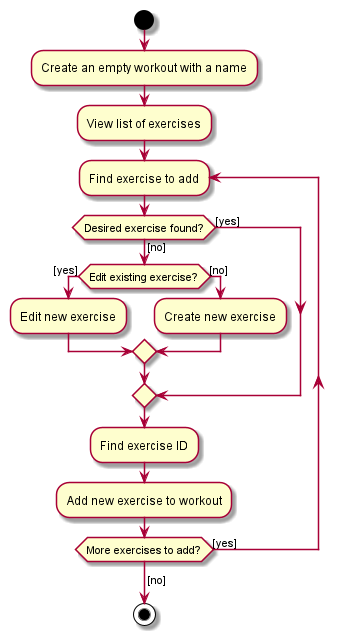 Create an empty workout with a name
View list of exercises
Find exercise to add
Desired exercise found?
[yes]
[no]
[yes]
Edit existing exercise?
[no]
Edit new exercise
Create new exercise
Find exercise ID
Add new exercise to workout
More exercises to add?
[yes]
[no]